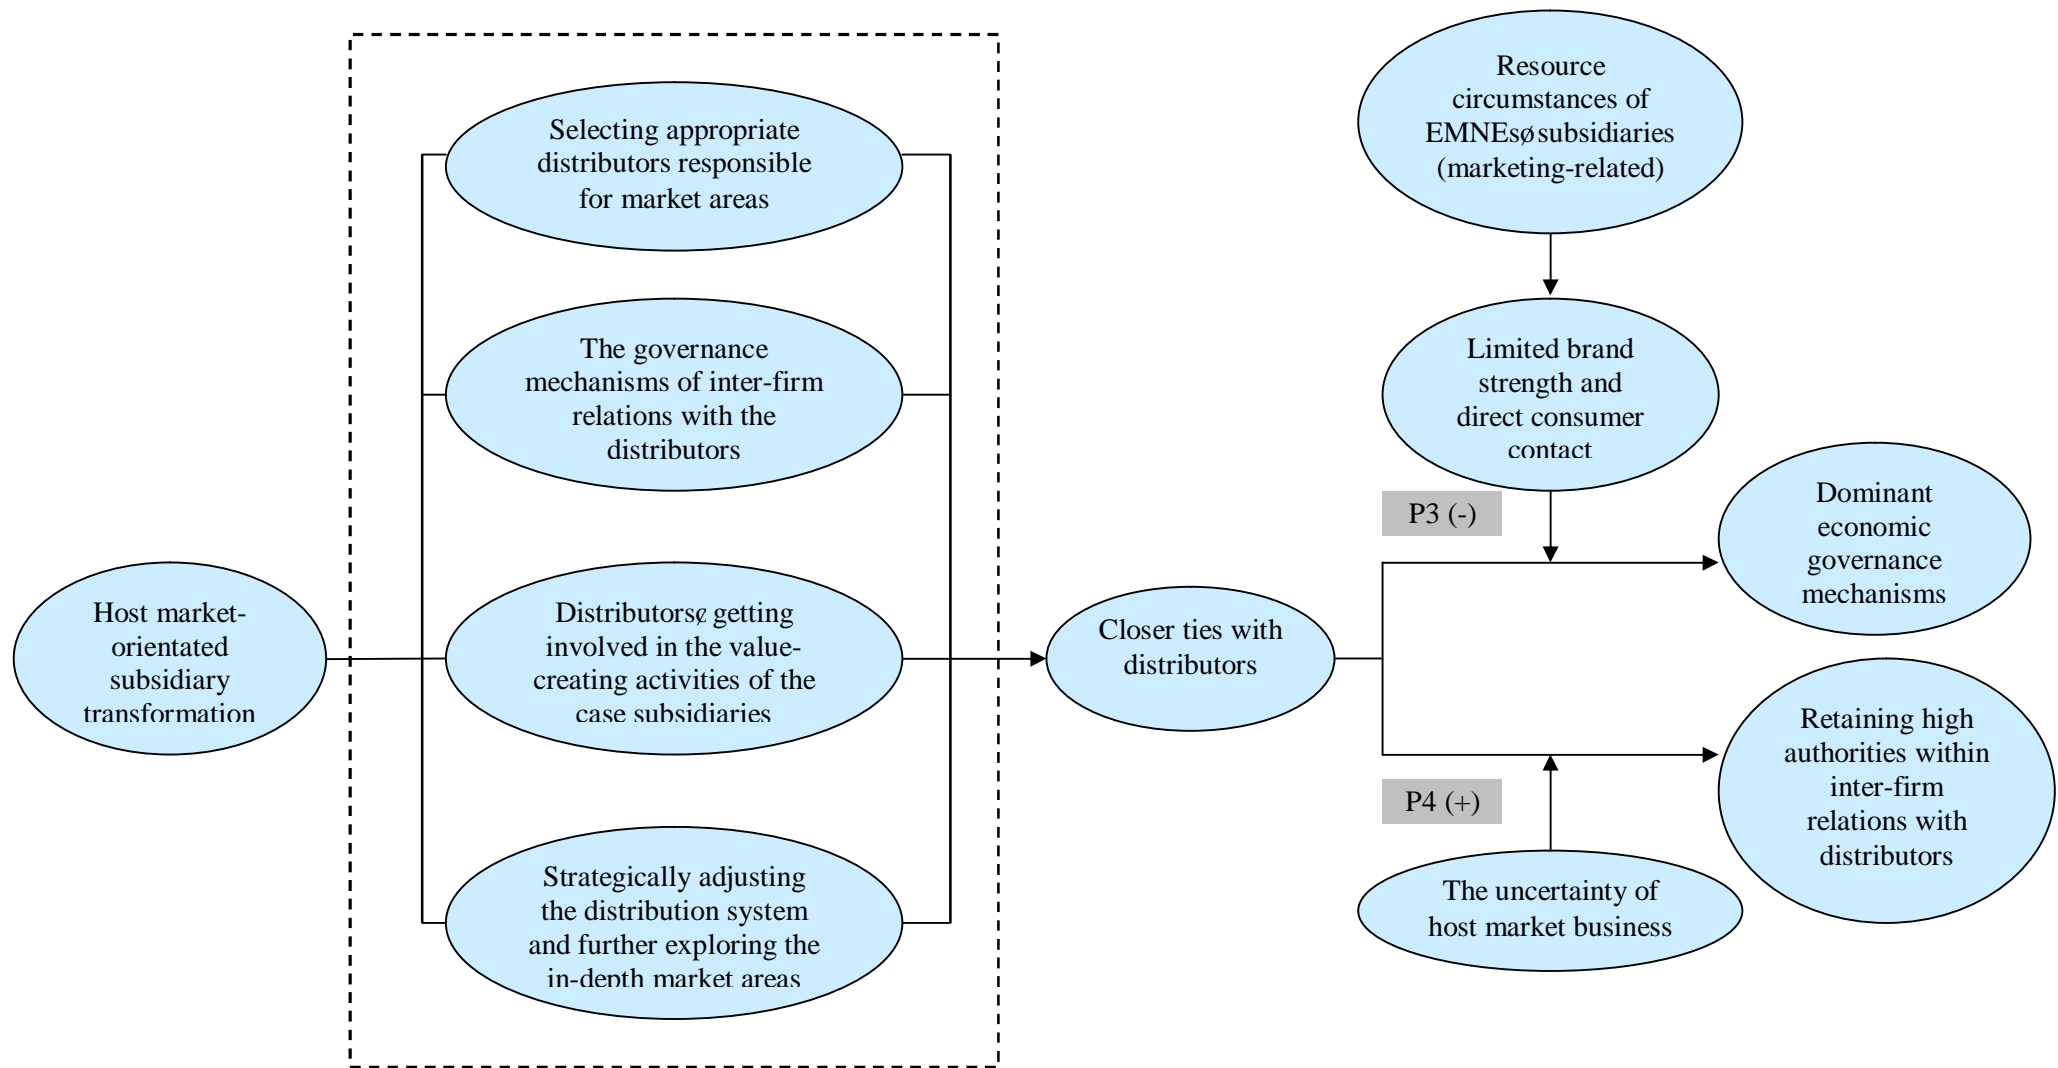 Host market-
orientated
subsidiary
transformation
Selecting appropriate
distributors responsible
for market areas
The governance
mechanisms of inter-firm
relations with the
distributors
Distributorsȼ getting
involved in the value-
creating activities of the
case subsidiaries
Strategically adjusting
the distribution system
and further exploring the
in-depth market areas
Closer ties with
distributors
Resource
circumstances of
EMNEsø subsidiaries
(marketing-related)
Limited brand
strength and
direct consumer
contact
P3 (-)
Dominant
economic
governance
mechanisms
P4 (+)
Retaining high
authorities within
inter-firm
relations with
distributors
The uncertainty of
host market business